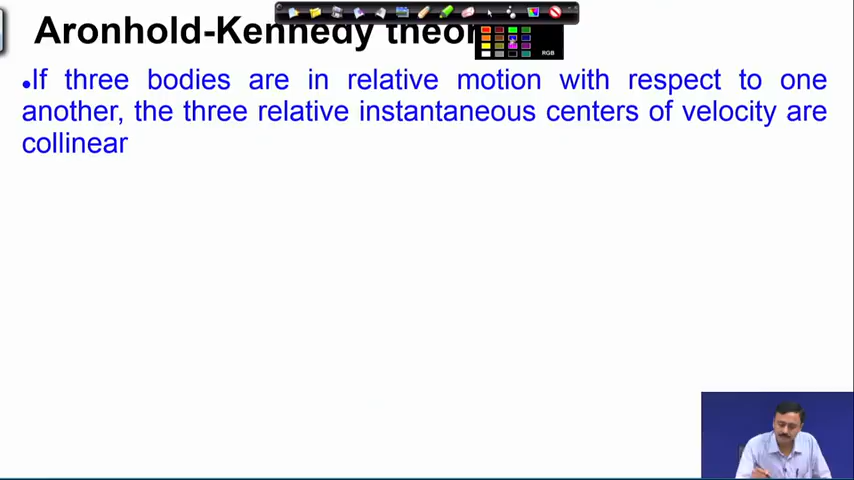 Aronhold-Kennedy theor
•If three bodies are in relative motion with respect to one
another, the three relative instantaneous centers of velocity are
collinear
RGB